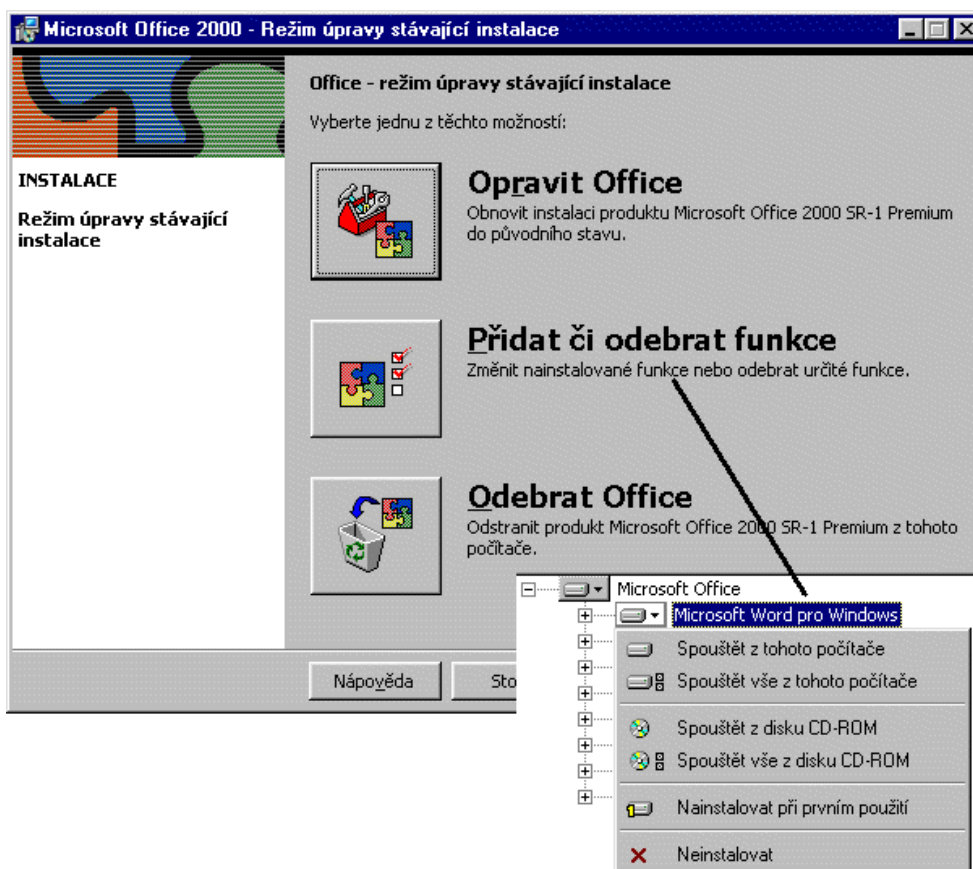 Microsoft Office 2000 - Režim úpravy stávající instalace
INSTALACE
Režim úpravy stávající
instalace
Office - režim úpravy stávající instalace
Vyberte jednu z těchto možností:
Opravit Office
Obnovit instalaci produktu Microsoft Office 2000 SR-1 Premium
do původního stavu.
Přidat či odebrat funkce
Změnit nainstalované funkce nebo odebrat určité funkce.
Odebrat Office
Odstranit produkt Microsoft Office 2000 SR-1 Premium z tohoto
počítače.
Nápověda
Sto
Microsoft Office
Microsoft Word pro Windows
Spouštět z tohoto počítače
Spouštět vše z tohoto počítače
Spouštět z disku CD-ROM
Spouštět vše z disku CD-ROM
Nainstalovat při prvním použití
Neinstalovat